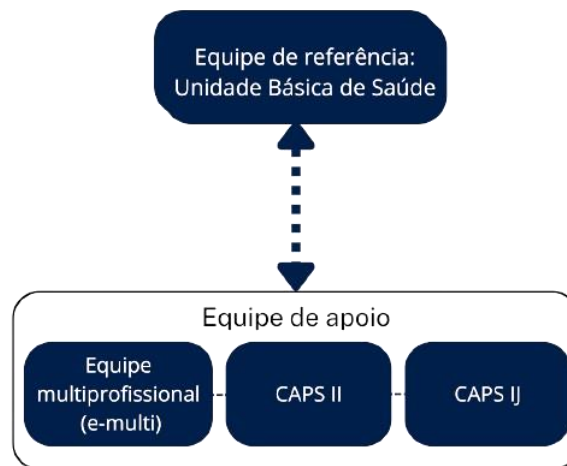 Equipe de referência:
Unidade Básica de Saúde
Equipe de apoio
Equipe
multiprofissional
(e-multi)
CAPS II
CAPS IJ